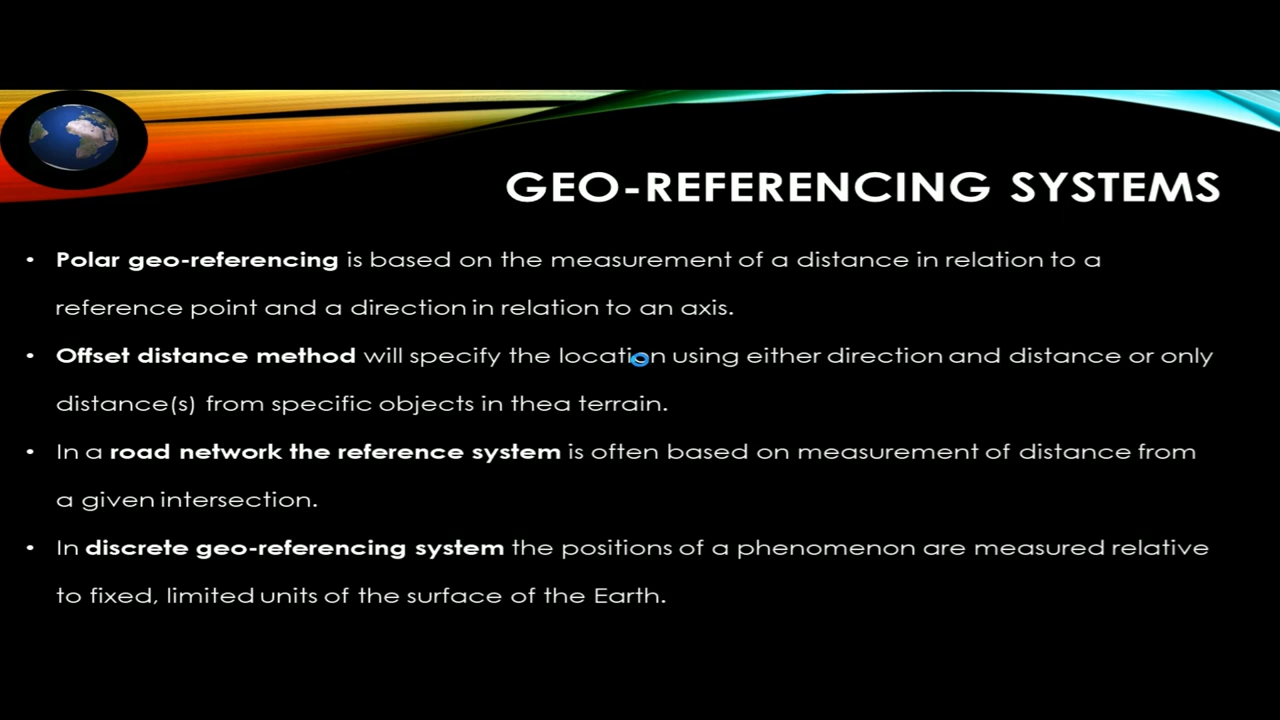 GEO-REFERENCING SYSTEMS
• Polar geo-referencing is based on the measurement of a distance in relation to a
reference point and a direction in relation to an axis.
• Offset distance method will specify the location using either direction and distance or only
distance(s) from specific objects in thea terrain.
• In a road network the reference system is often based on measurement of distance from
a given intersection.
• In discrete geo-referencing system the positions of a phenomenon are measured relative
to fixed, limited units of the surface of the Earth.